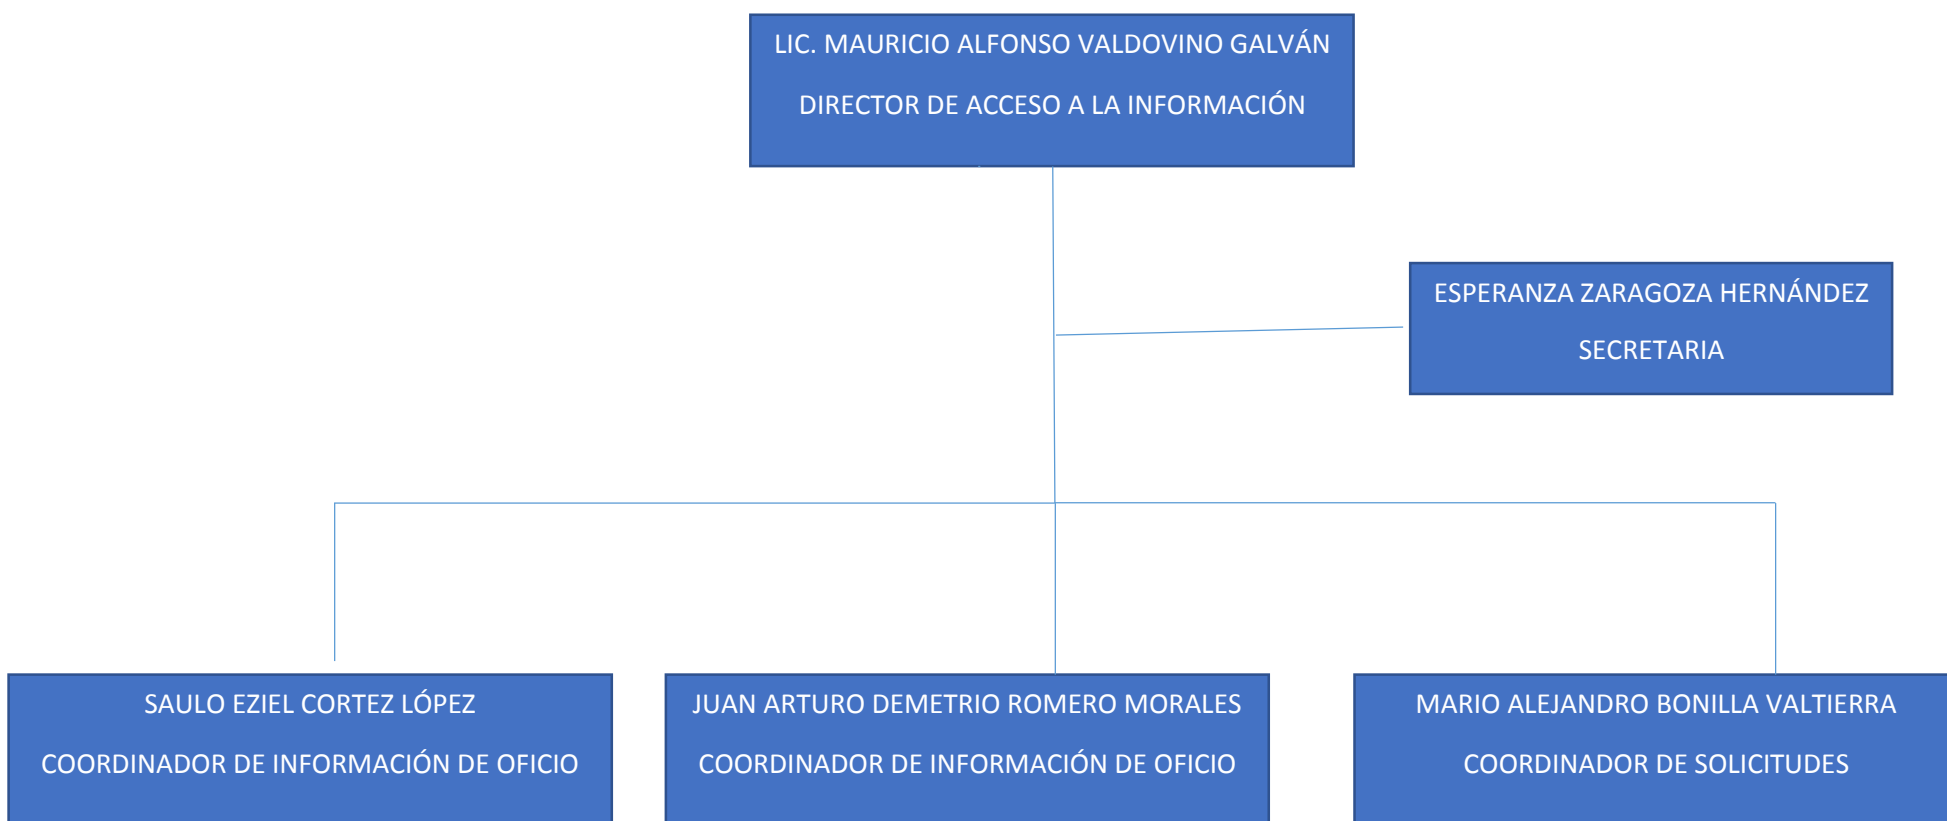 LIC. MAURICIO ALFONSO VALDOVINO GALVÁN
DIRECTOR DE ACCESO A LA INFORMACIÓN
ESPERANZA ZARAGOZA HERNÁNDEZ
SECRETARIA
SAULO EZIEL CORTEZ LÓPEZ
COORDINADOR DE INFORMACIÓN DE OFICIO
JUAN ARTURO DEMETRIO ROMERO MORALES
COORDINADOR DE INFORMACIÓN DE OFICIO
MARIO ALEJANDRO BONILLA VALTIERRA
COORDINADOR DE SOLICITUDES